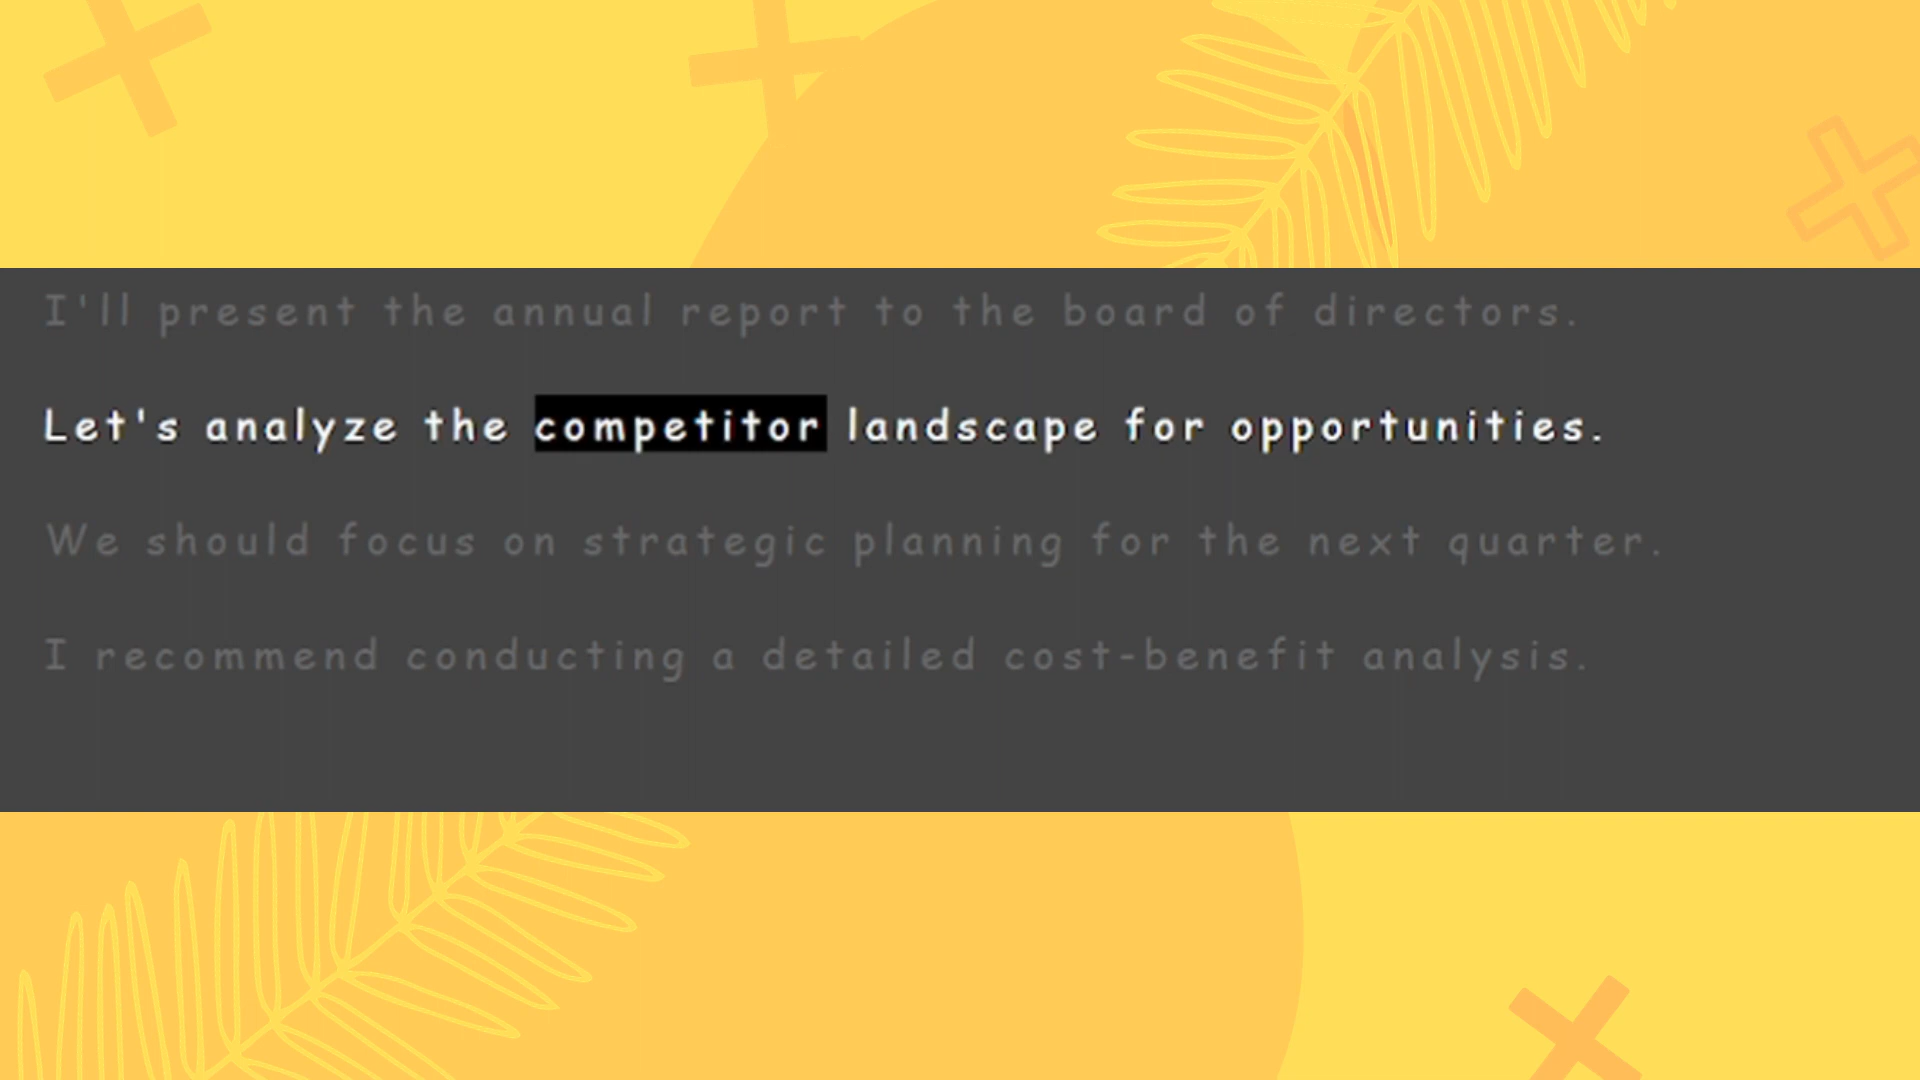 I'll present the annual report to the board of directors.
Let's analyze the competitor landscape for opportunities.
We should focus on strategic planning for the next quarter.
I recommend conducting a detailed cost-benefit analysis.